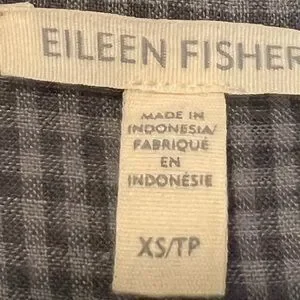 EILEEN FISHER
MADE IN
INDONESIA/
FABRIQUÉ
EN
INDONÉSIE
XS/TP